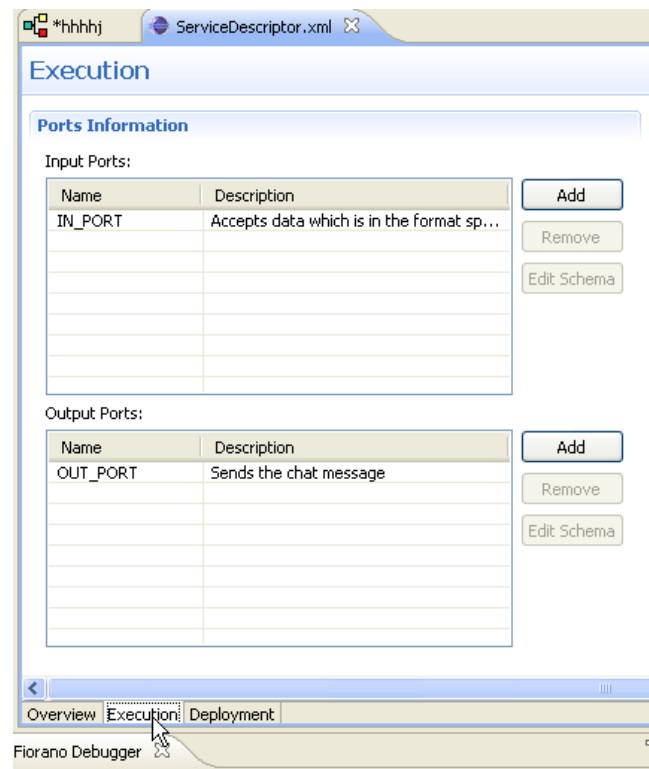 *hhhhj ServiceDescriptor.xml
Execution
Ports Information
Input Ports:
Name Description Add
IN_PORT Accepts data which is in the format sp...
Remove
Edit Schema
Output Ports:
Name Description Add
OUT_PORT Sends the chat message
Remove
Edit Schema
Overview Execution Deployment
Fiorano Debugger